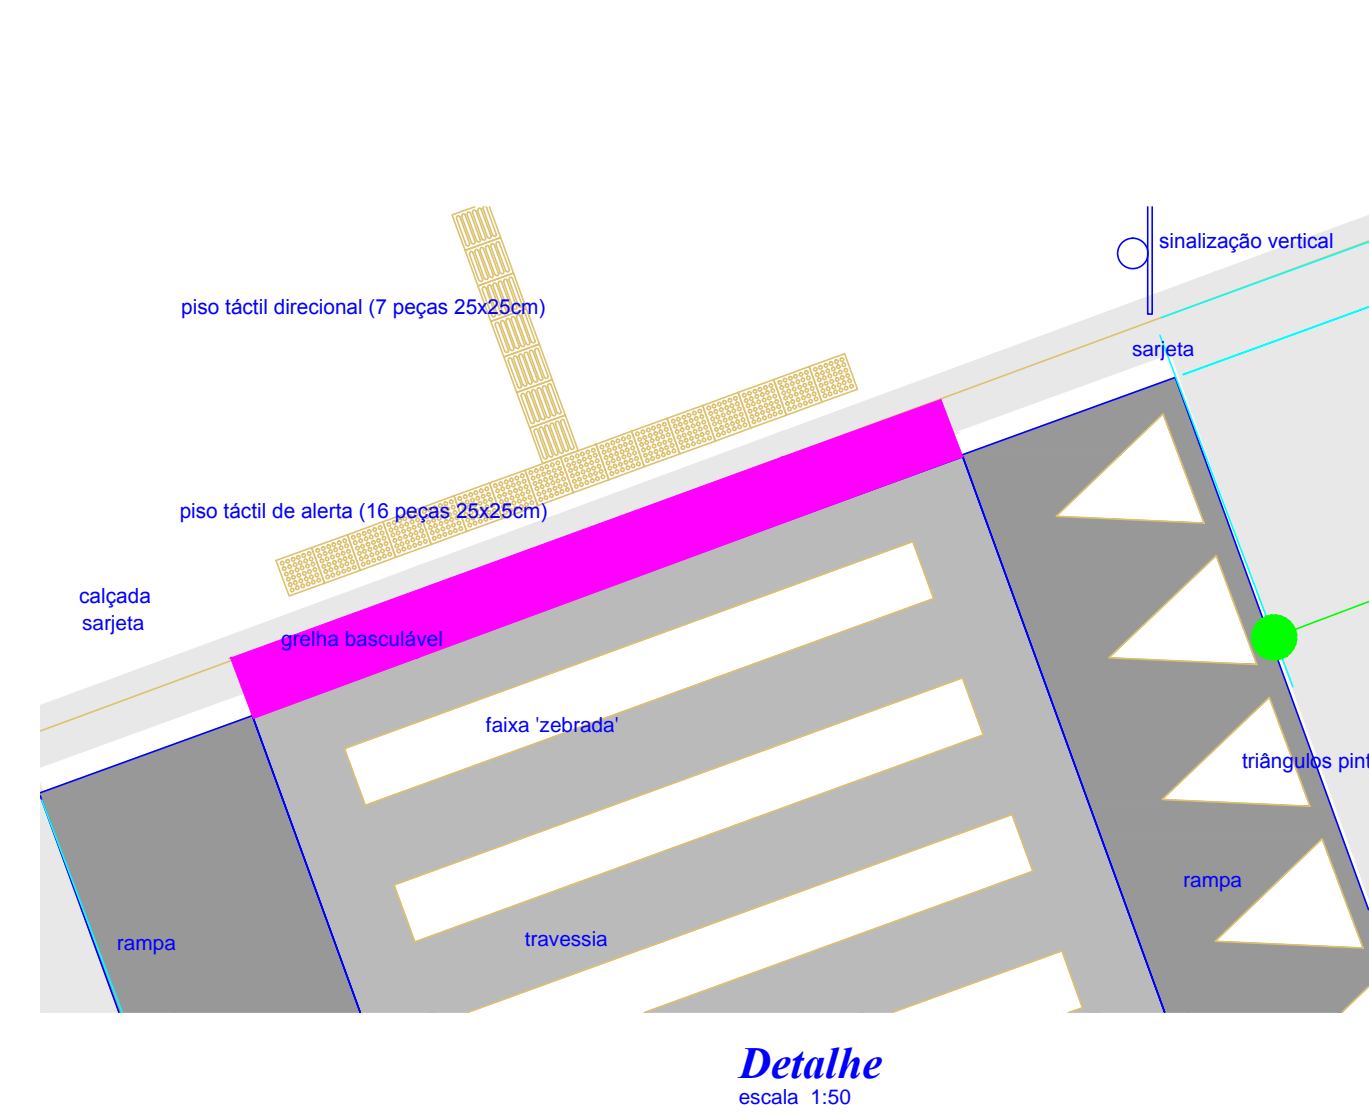 sinalização vertical
piso táctil direcional (7 peças 25x25cm)
sarjeta
piso táctil de alerta (16 peças 25x25cm)
calçada
sarjeta
grelha basculável
faixa 'zebrada'
triângulos pint
rampa
travessia
rampa
Detalhe
escala 1:50